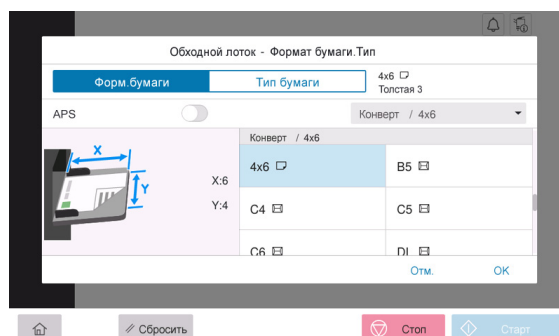 Обходной лоток - Формат бумаги.Тип
Форм.бумаги
Тип бумаги
4x6
Толстая 3
APS
Конверт / 4x6
Конверт / 4x6
X
Y
X:6
Y:4
4x6
B5
C4
C5
C6
DL
Отм.
OK
Сбросить
Стоп
Старт